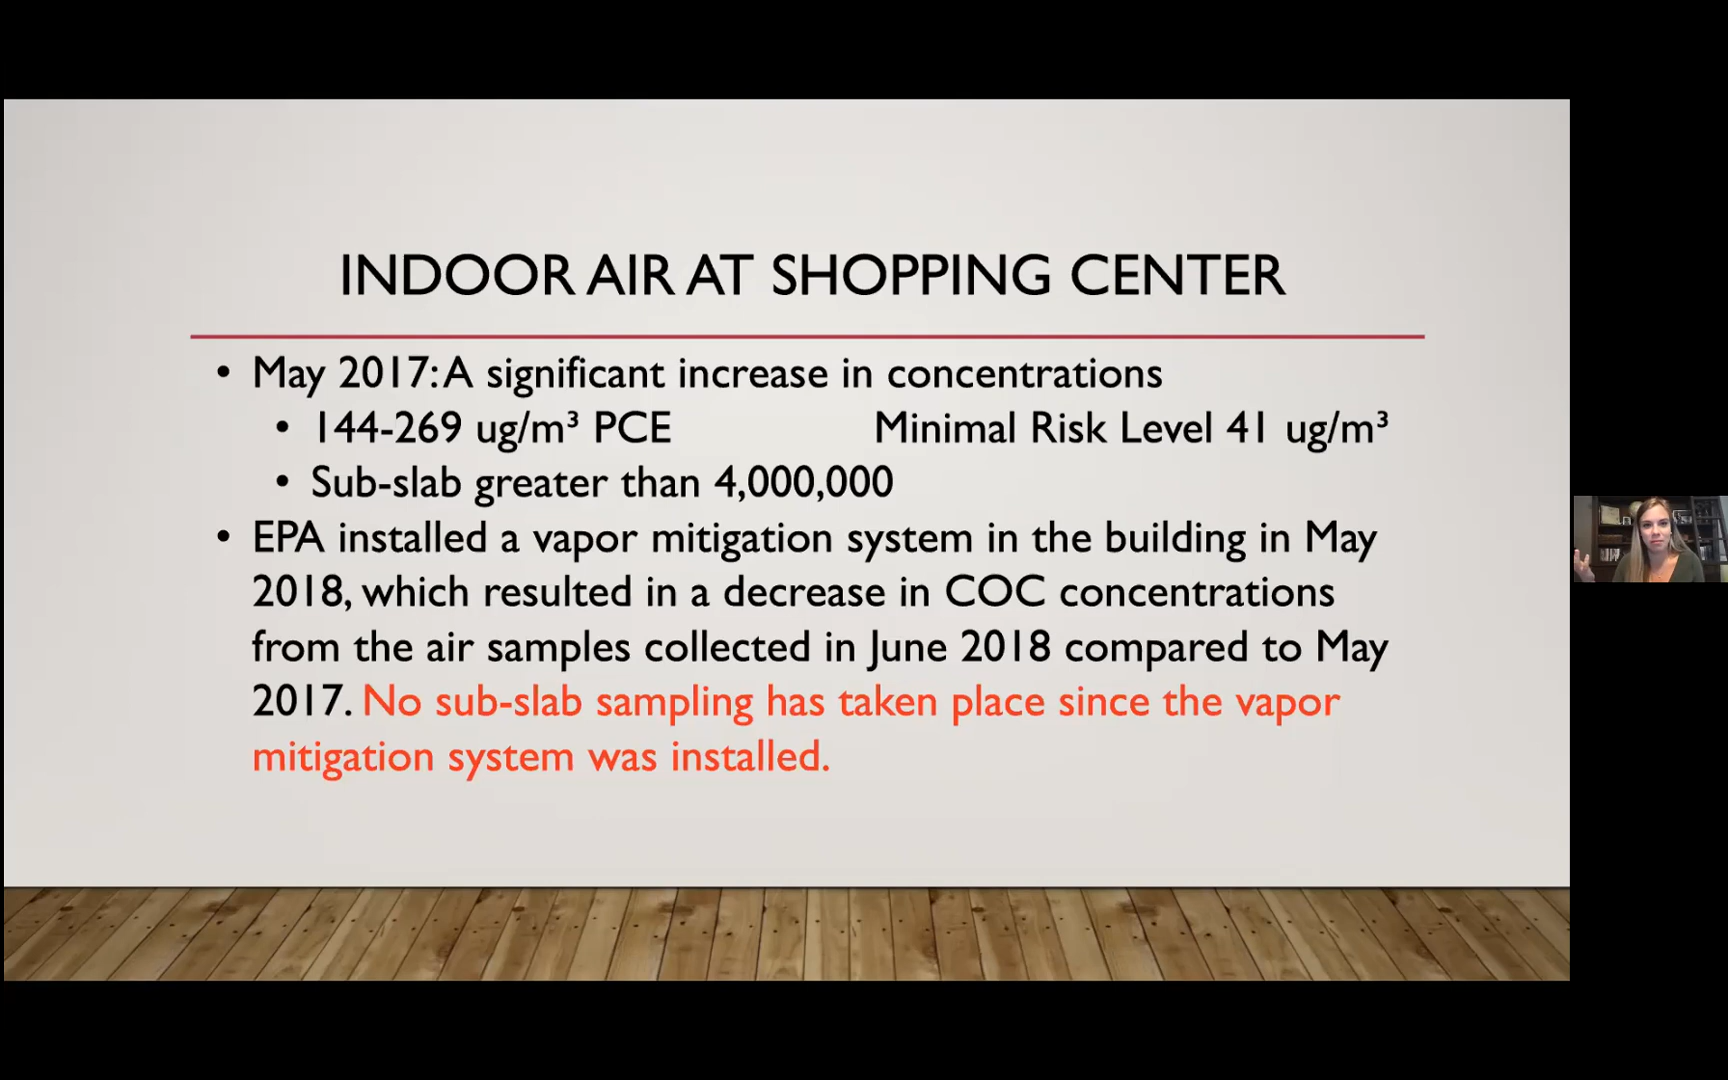 INDOOR AIR AT SHOPPING CENTER
• May 2017: A significant increase in concentrations
• 144-269 ug/m³ PCE Minimal Risk Level 41 ug/m³
• Sub-slab greater than 4,000,000
• EPA installed a vapor mitigation system in the building in May
2018, which resulted in a decrease in COC concentrations
from the air samples collected in June 2018 compared to May
2017. No sub-slab sampling has taken place since the vapor
mitigation system was installed.